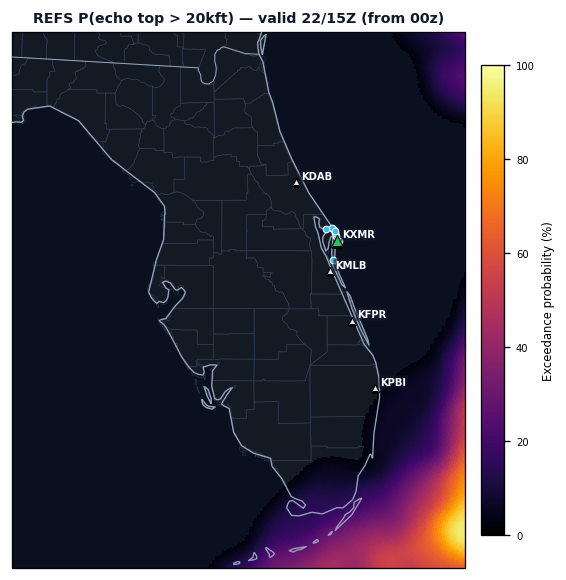 REFS P(echo top > 20kft) — valid 22/15Z (from 00z)
KDAB
KXMR
KMLB
KFPR
KPBI
100
80
60
40
20
0
Exceedance probability (%)